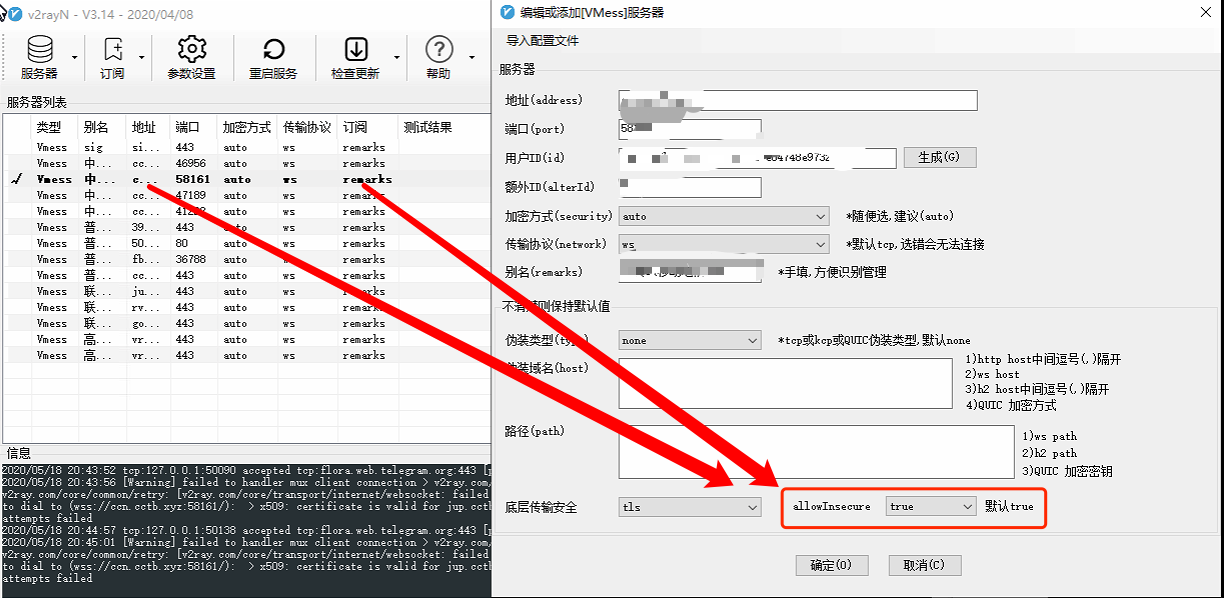 v2rayN - V3.14 - 2020/04/08
服务器
订阅
参数设置
重启服务
检查更新
帮助
服务器列表
类型 别名 地址 端口 加密方式 传输协议 订阅 测试结果
Vmess sig si... 443 auto ws remarks
Vmess 中... cc... 46956 auto ws remarks
Vmess 中... c... 58161 auto ws remarks
Vmess 中... cc... 47189 auto ws remarks
Vmess 中... cc... auto ws remarks
Vmess 普... 39... 443 auto ws remarks
Vmess 普... 50... 80 auto ws remarks
Vmess 普... fb... 36788 auto ws remarks
Vmess 普... cc... 443 auto ws remarks
Vmess 联... ju... 443 auto ws remarks
Vmess 联... rv... 443 auto ws remarks
Vmess 联... go... 443 auto ws remarks
Vmess 高... vr... 443 auto ws remarks
Vmess 高... vr... 443 auto ws remarks
信息
2020/05/18 20:43:52 tcp:127.0.0.1:50090 accepted tcp:flora.web.telegram.org:443 [
2020/05/18 20:43:56 [Warning] failed to handler mux client connection > v2ray.com/
v2ray.com/core/common/retry: [v2ray.com/core/transport/internet/websocket: failed
to dial to (wss://ccn.cctb.xyz:58161/): > x509: certificate is valid for jup.cctb
attempts failed
2020/05/18 20:44:57 tcp:127.0.0.1:50138 accepted tcp:flora.web.telegram.org:443 [
2020/05/18 20:45:01 [Warning] failed to handler mux client connection > v2ray.com/
v2ray.com/core/common/retry: [v2ray.com/core/transport/internet/websocket: failed
to dial to (wss://ccn.cctb.xyz:58161/): > x509: certificate is valid for jup.cctb
attempts failed
编辑或添加[VMess]服务器
导入配置文件
服务器
地址(address)
端口(port) 58
用户ID(id) 生成(G)
额外ID(alterId)
加密方式(security) auto *随便选,建议(auto)
传输协议(network) ws *默认tcp,选错会无法连接
别名(remarks) *手填,方便识别管理
不清楚则保持默认值
伪装类型(type) none *tcp或kcp或QUIC伪装类型,默认none
伪装域名(host)
1)http host中间逗号(,)隔开
2)ws host
3)h2 host中间逗号(,)隔开
4)QUIC 加密方式
路径(path)
1)ws path
2)h2 path
3)QUIC 加密密钥
底层传输安全 tls allowInsecure true 默认true
确定(O) 取消(C)